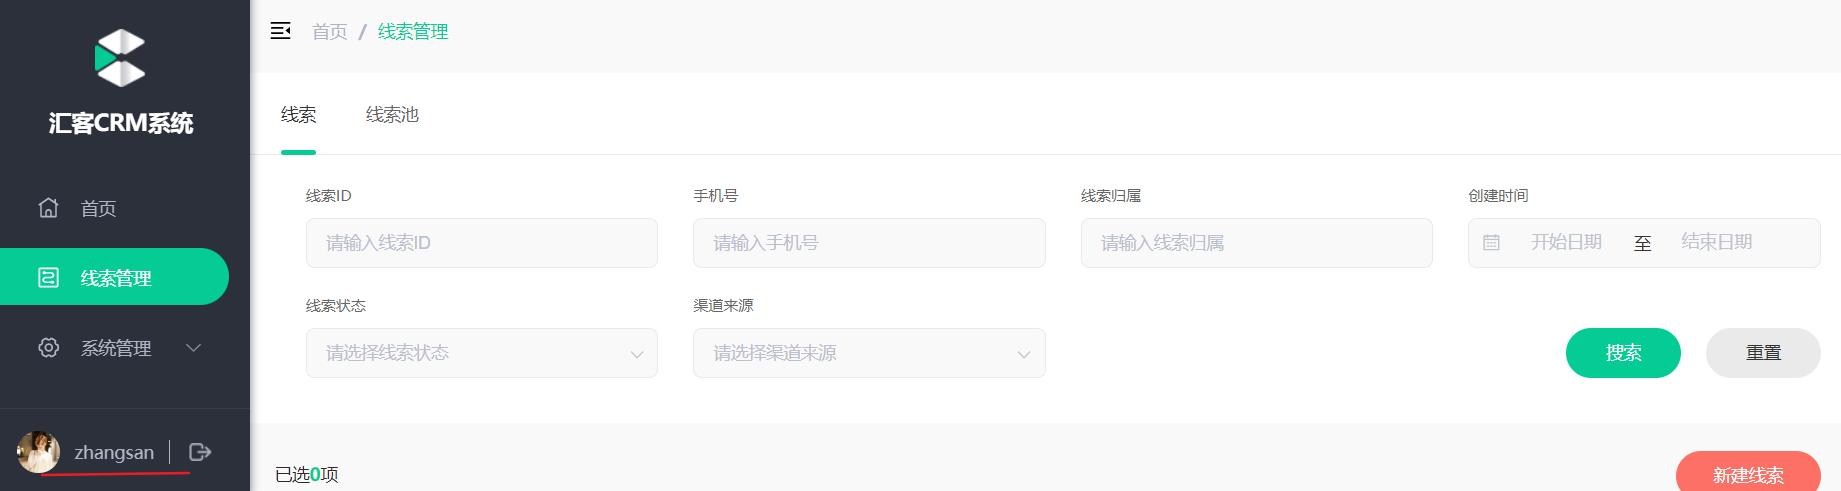 汇客CRM系统
首页
线索管理
系统管理
zhangsan
首页 / 线索管理
线索 线索池
线索ID 手机号 线索归属 创建时间
请输入线索ID 请输入手机号 请输入线索归属 开始日期 至 结束日期
线索状态 渠道来源
请选择线索状态 请选择渠道来源 搜索 重置
已选0项 新建线索